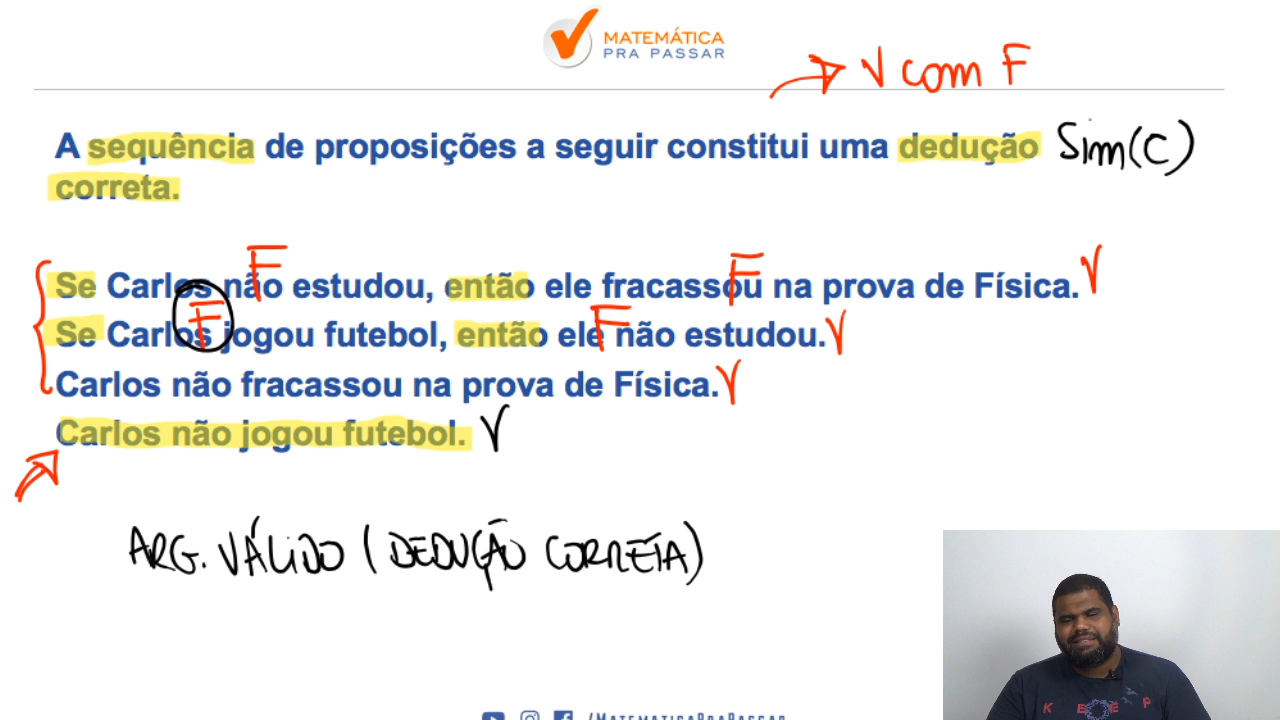 MATEMÁTICA
PRA PASSAR
V com F
A sequência de proposições a seguir constitui uma dedução
correta.
Sim (C)
F F
Se Carlos não estudou, então ele fracassou na prova de Física. V
F F
Se Carlos jogou futebol, então ele não estudou. V
Carlos não fracassou na prova de Física. V
Carlos não jogou futebol. V
ARG. VÁLIDO (DEDUÇÃO CORRETA)
KEEP
/MATEMATICAPRAPASSAR